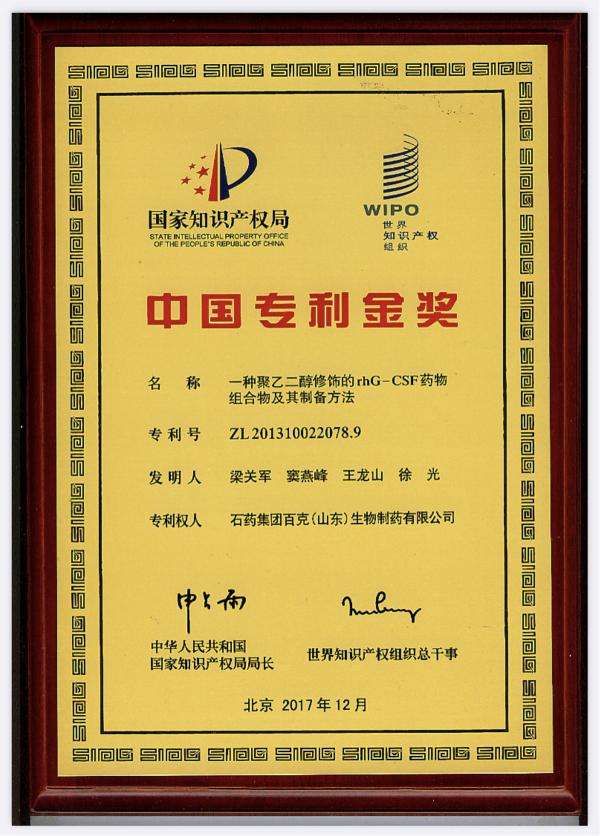 国家知识产权局
STATE INTELLECTUAL PROPERTY OFFICE
OF THE PEOPLE'S REPUBLIC OF CHINA
WIPO
世界
知识产权
组织
中国专利金奖
名称 一种聚乙二醇修饰的rhG-CSF药物
组合物及其制备方法
专利号 ZL201310022078.9
发明人 梁关军 窦燕峰 王龙山 徐光
专利权人 石药集团百克(山东)生物制药有限公司
申长雨
中华人民共和国
国家知识产权局局长
世界知识产权组织总干事
北京 2017年12月